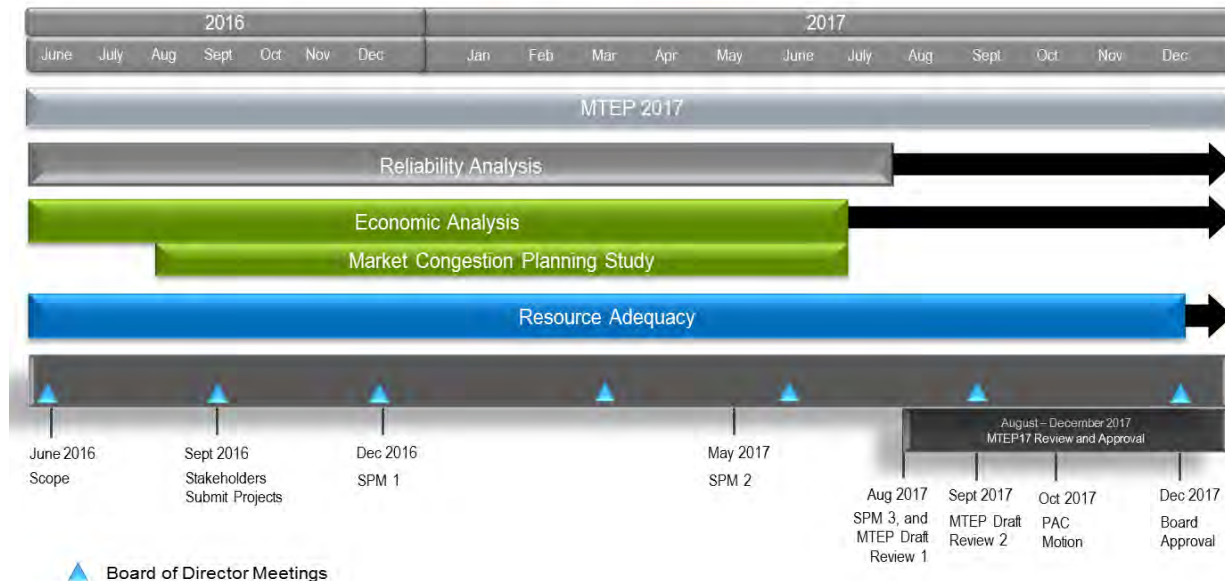 2016 2017
June July Aug Sept Oct Nov Dec Jan Feb Mar Apr May June July Aug Sept Oct Nov Dec
MTEP 2017
Reliability Analysis
Economic Analysis
Market Congestion Planning Study
Resource Adequacy
August – December 2017
MTEP17 Review and Approval
June 2016
Scope
Sept 2016
Stakeholders
Submit Projects
Dec 2016
SPM 1
May 2017
SPM 2
Aug 2017
SPM 3, and
MTEP Draft
Review 1
Sept 2017
MTEP Draft
Review 2
Oct 2017
PAC
Motion
Dec 2017
Board
Approval
Board of Director Meetings